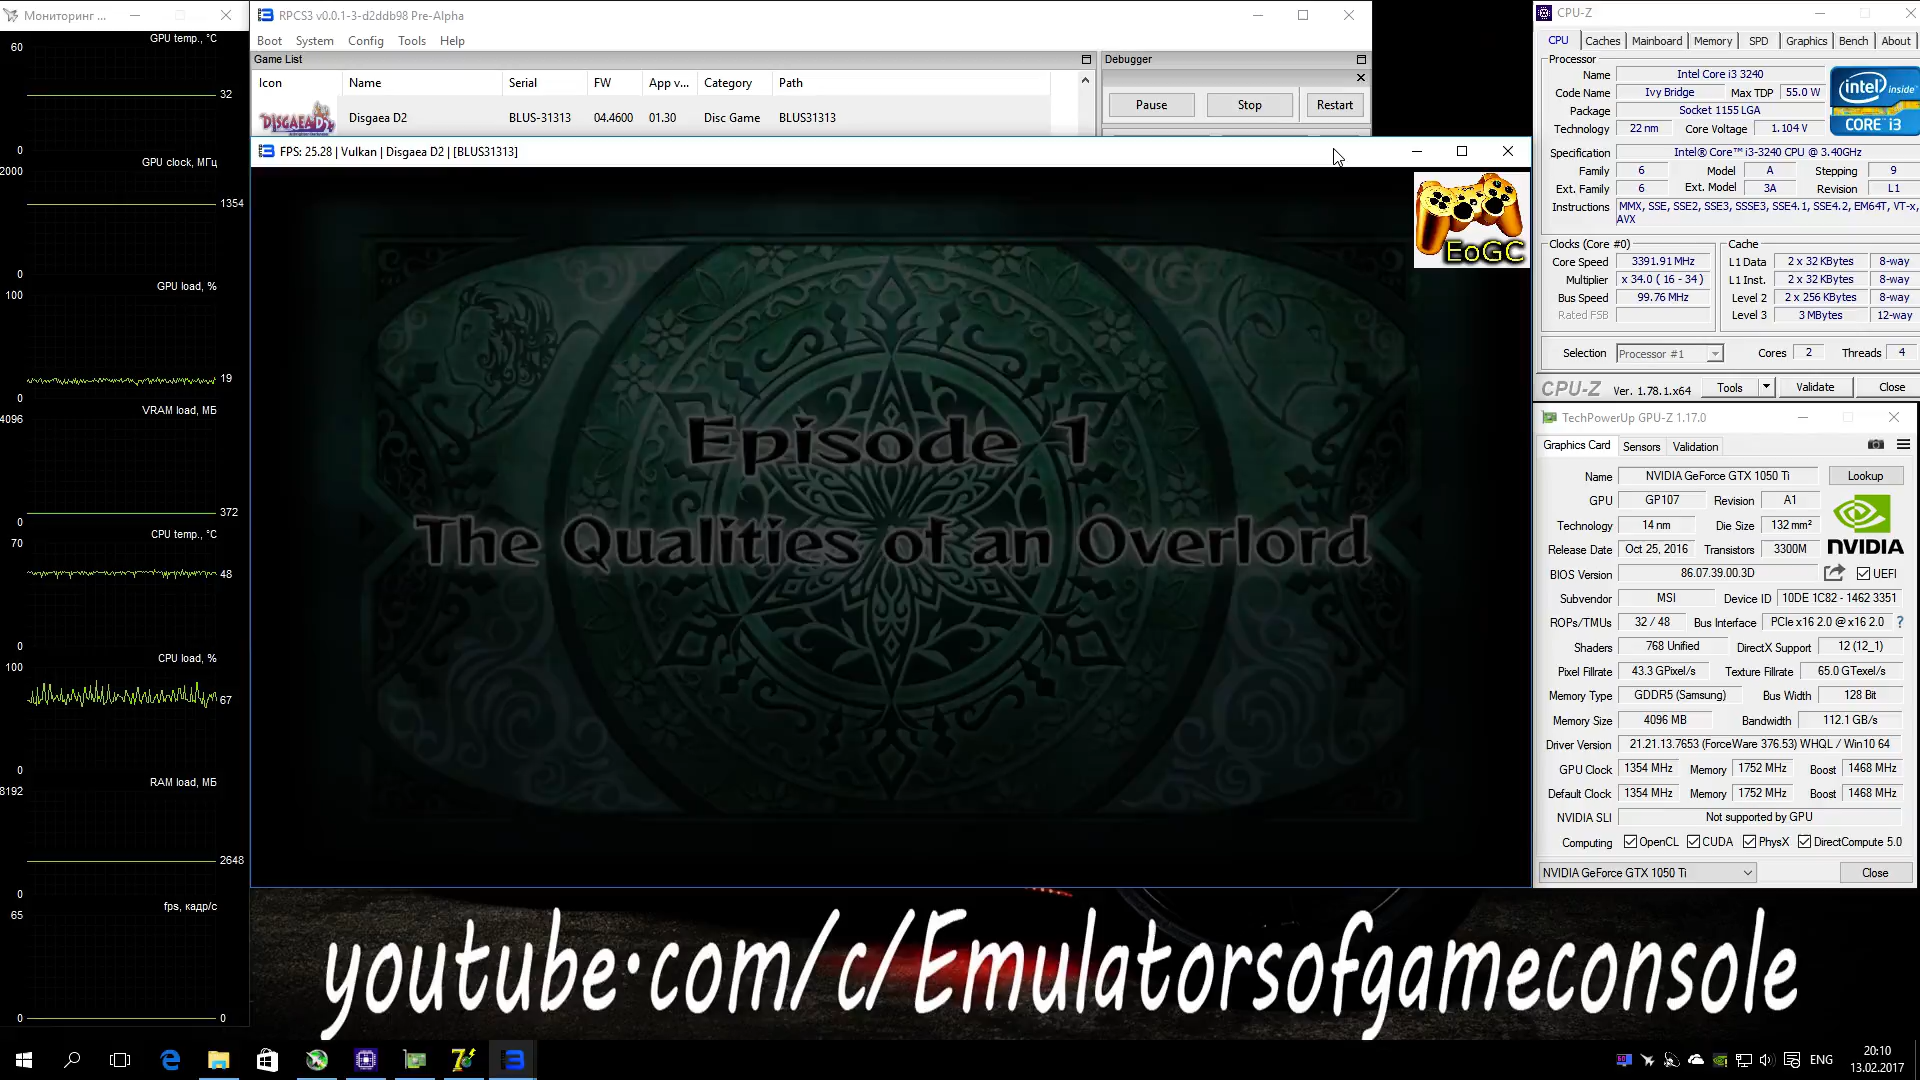 Мониторинг ...
GPU temp., °C
60
32
0
GPU clock, МГц
2000
1354
0
GPU load, %
100
19
0
VRAM load, МБ
4096
372
0
CPU temp., °C
70
48
0
CPU load, %
100
67
0
RAM load, МБ
8192
2648
0
fps, кадр/с
65
0
0
RPCS3 v0.0.1-3-d2ddb98 Pre-Alpha
Boot System Config Tools Help
Game List
Icon Name Serial FW App v... Category Path
DISGAEA D2
Disgaea D2 BLUS-31313 04.4600 01.30 Disc Game BLUS31313
Debugger
Pause Stop Restart
FPS: 25.28 | Vulkan | Disgaea D2 | [BLUS31313]
EoGC
Episode 1
The Qualities of an Overlord
CPU-Z
CPU Caches Mainboard Memory SPD Graphics Bench About
Processor
Name Intel Core i3 3240
Code Name Ivy Bridge Max TDP 55.0 W
Package Socket 1155 LGA
Technology 22 nm Core Voltage 1.104 V
intel inside™
CORE i3
Specification Intel® Core™ i3-3240 CPU @ 3.40GHz
Family 6 Model A Stepping 9
Ext. Family 6 Ext. Model 3A Revision L1
Instructions MMX, SSE, SSE2, SSE3, SSSE3, SSE4.1, SSE4.2, EM64T, VT-x,
AVX
Clocks (Core #0)
Core Speed 3391.91 MHz
Multiplier x 34.0 ( 16 - 34 )
Bus Speed 99.76 MHz
Rated FSB
Cache
L1 Data 2 x 32 KBytes 8-way
L1 Inst. 2 x 32 KBytes 8-way
Level 2 2 x 256 KBytes 8-way
Level 3 3 MBytes 12-way
Selection Processor #1 Cores 2 Threads 4
CPU-Z Ver. 1.78.1.x64 Tools Validate Close
TechPowerUp GPU-Z 1.17.0
Graphics Card Sensors Validation
Name NVIDIA GeForce GTX 1050 Ti Lookup
GPU GP107 Revision A1
Technology 14 nm Die Size 132 mm²
Release Date Oct 25, 2016 Transistors 3300M
NVIDIA
BIOS Version 86.07.39.00.3D UEFI
Subvendor MSI Device ID 10DE 1C82 - 1462 3351
ROPs/TMUs 32 / 48 Bus Interface PCIe x16 2.0 @ x16 2.0 ?
Shaders 768 Unified DirectX Support 12 (12_1)
Pixel Fillrate 43.3 GPixel/s Texture Fillrate 65.0 GTexel/s
Memory Type GDDR5 (Samsung) Bus Width 128 Bit
Memory Size 4096 MB Bandwidth 112.1 GB/s
Driver Version 21.21.13.7653 (ForceWare 376.53) WHQL / Win10 64
GPU Clock 1354 MHz Memory 1752 MHz Boost 1468 MHz
Default Clock 1354 MHz Memory 1752 MHz Boost 1468 MHz
NVIDIA SLI Not supported by GPU
Computing OpenCL CUDA PhysX DirectCompute 5.0
NVIDIA GeForce GTX 1050 Ti Close
youtube.com/c/Emulatorsofgameconsole
ENG
20:10
13.02.2017